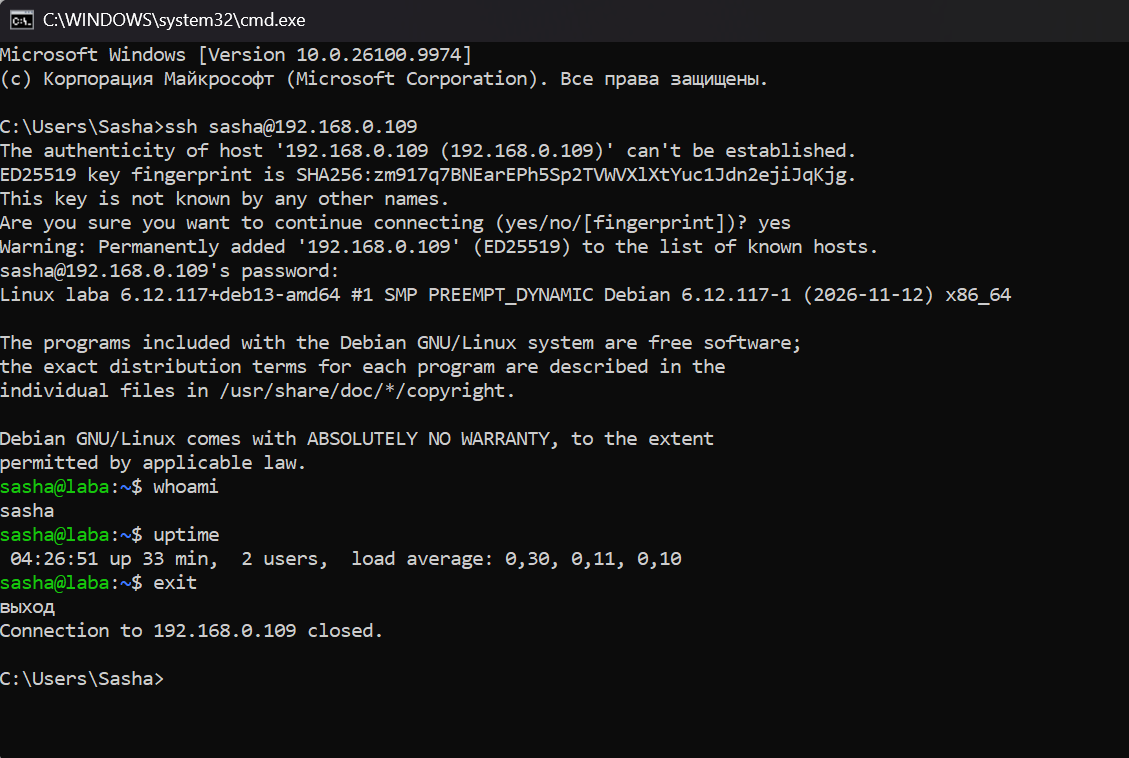 C:\WINDOWS\system32\cmd.exe
Microsoft Windows [Version 10.0.26100.9974]
(c) Корпорация Майкрософт (Microsoft Corporation). Все права защищены.
C:\Users\Sasha>ssh sasha@192.168.0.109
The authenticity of host '192.168.0.109 (192.168.0.109)' can't be established.
ED25519 key fingerprint is SHA256:zm917q7BNEarEPh5Sp2TVWVXlXtYuc1Jdn2ejiJqKjg.
This key is not known by any other names.
Are you sure you want to continue connecting (yes/no/[fingerprint])? yes
Warning: Permanently added '192.168.0.109' (ED25519) to the list of known hosts.
sasha@192.168.0.109's password:
Linux laba 6.12.117+deb13-amd64 #1 SMP PREEMPT_DYNAMIC Debian 6.12.117-1 (2026-11-12) x86_64
The programs included with the Debian GNU/Linux system are free software;
the exact distribution terms for each program are described in the
individual files in /usr/share/doc/*/copyright.
Debian GNU/Linux comes with ABSOLUTELY NO WARRANTY, to the extent
permitted by applicable law.
sasha@laba:~$ whoami
sasha
sasha@laba:~$ uptime
 04:26:51 up 33 min,  2 users,  load average: 0,30, 0,11, 0,10
sasha@laba:~$ exit
выход
Connection to 192.168.0.109 closed.
C:\Users\Sasha>